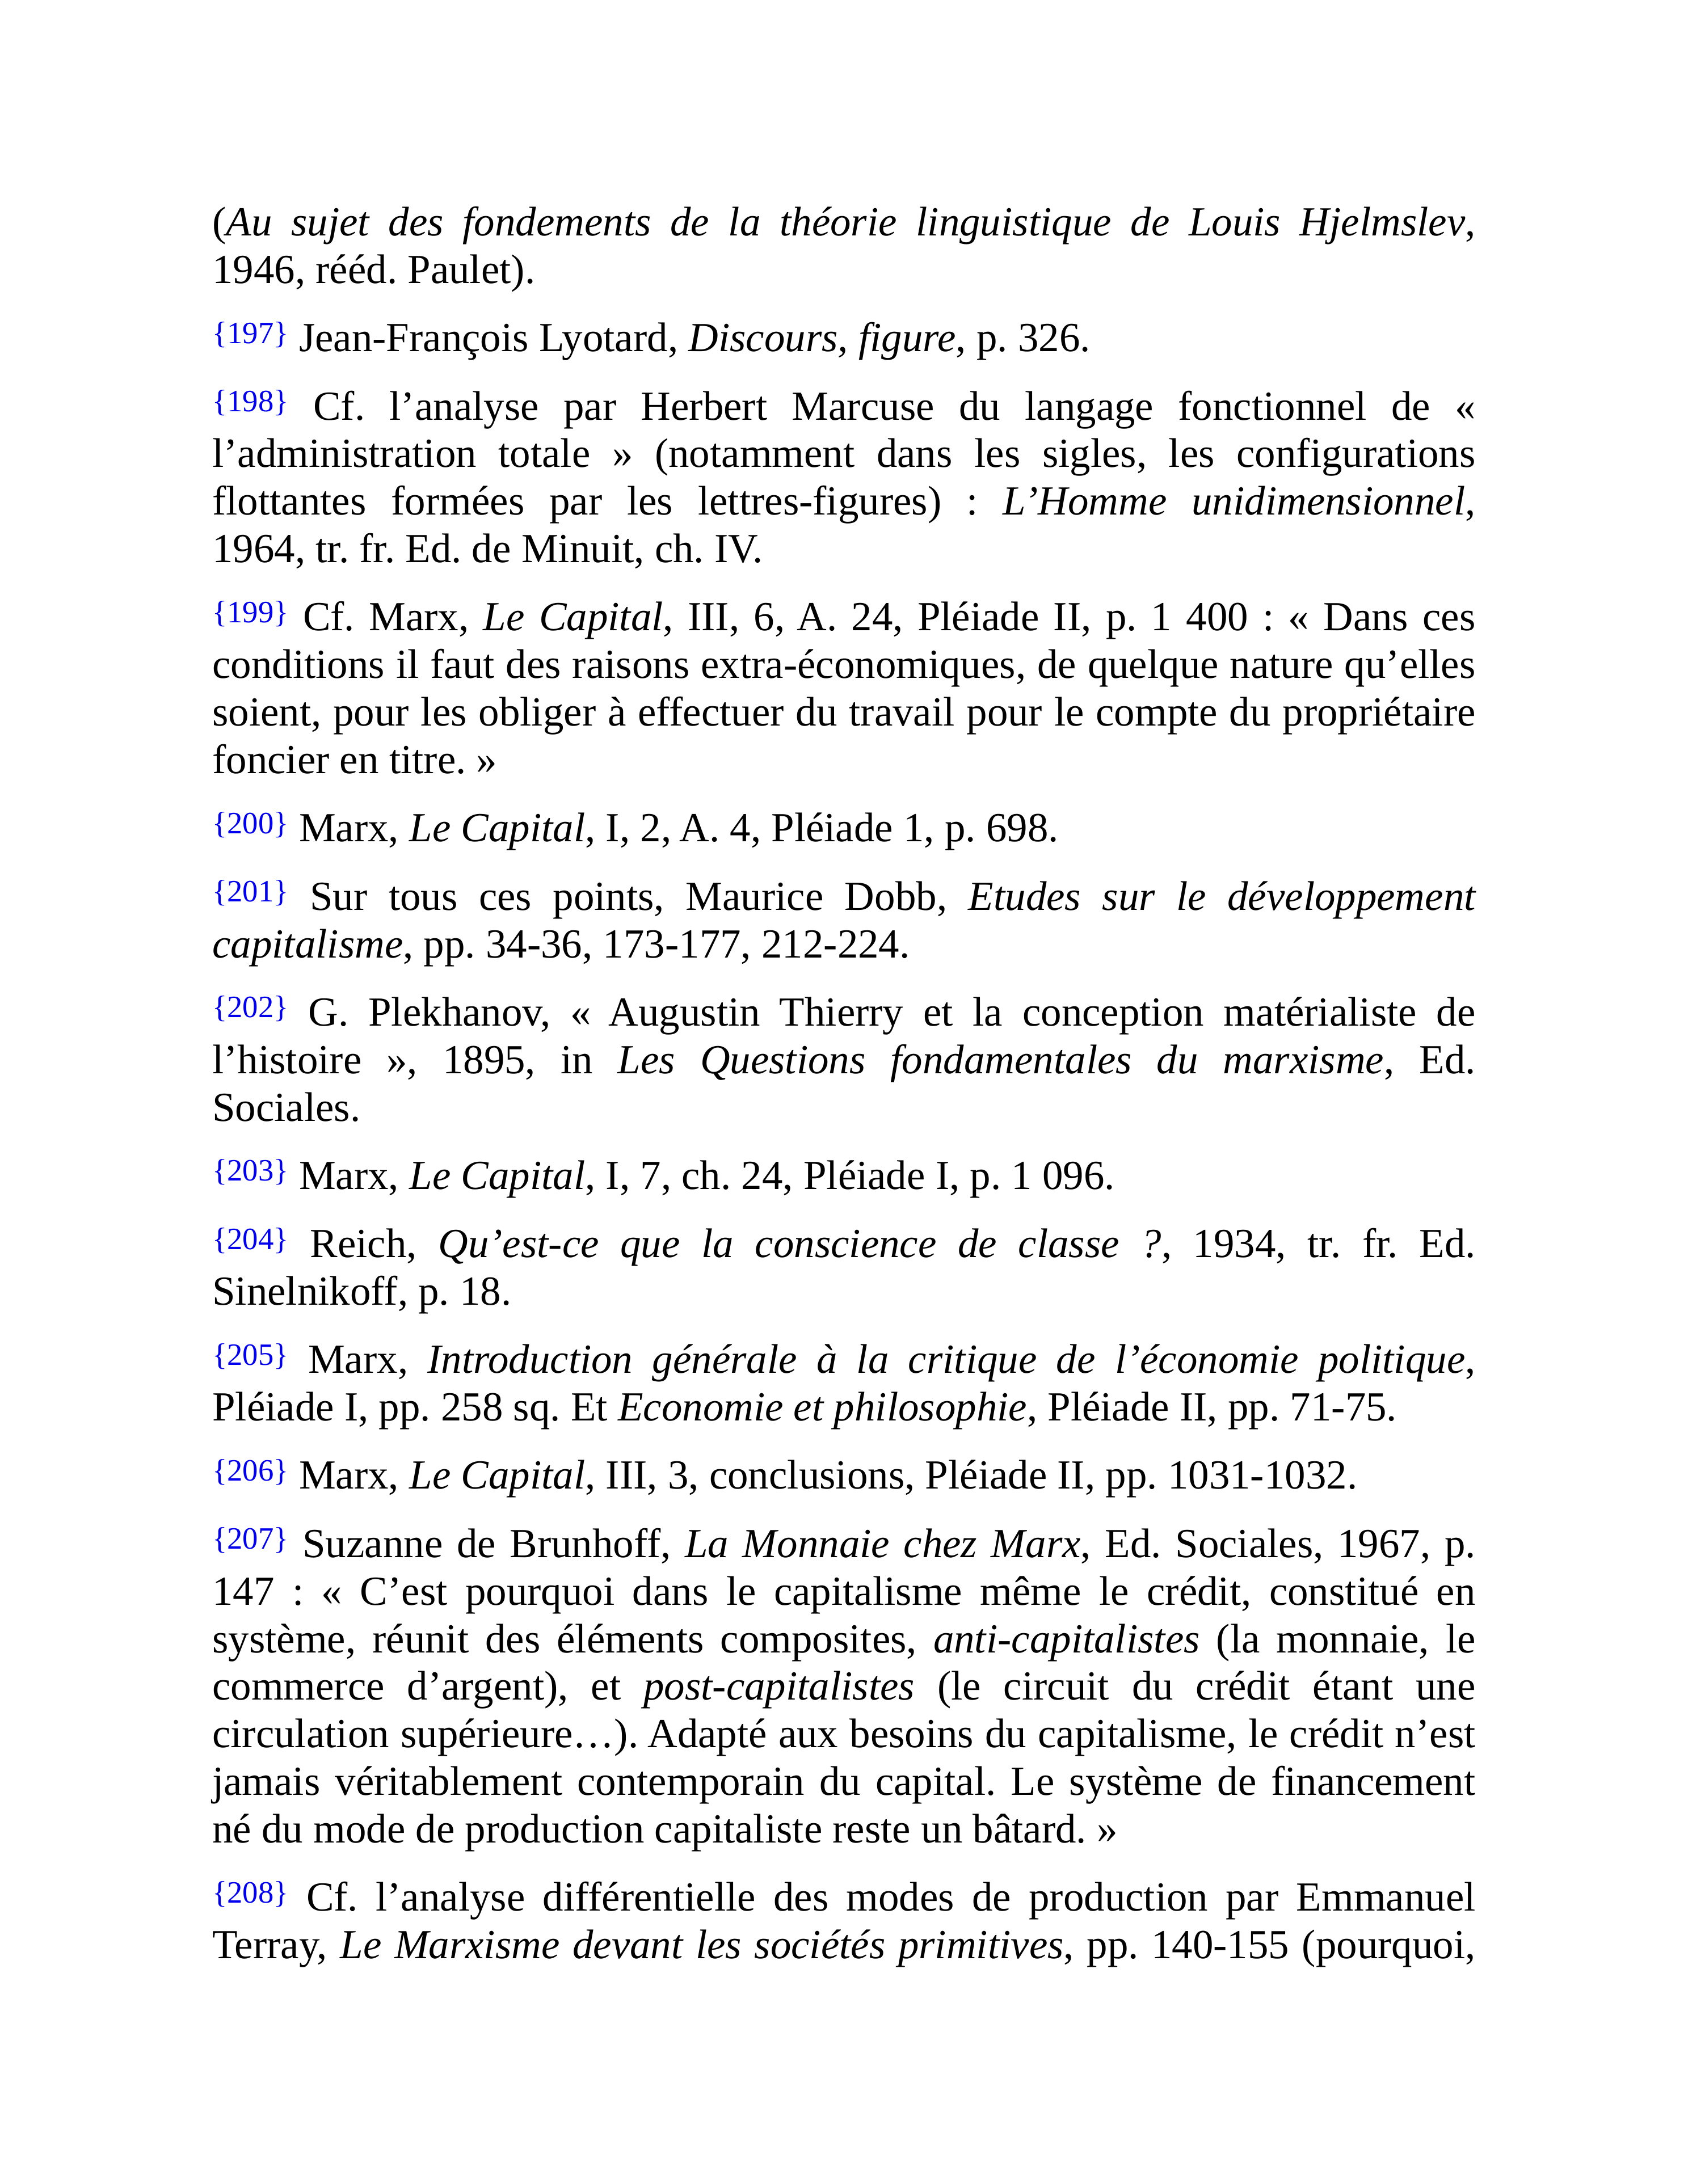 (Au sujet des fondements de la théorie linguistique de Louis Hjelmslev,
1946, rééd. Paulet).
{197} Jean-François Lyotard, Discours, figure, p. 326.
{198} Cf. l’analyse par Herbert Marcuse du langage fonctionnel de «
l’administration totale » (notamment dans les sigles, les configurations
flottantes formées par les lettres-figures) : L’Homme unidimensionnel,
1964, tr. fr. Ed. de Minuit, ch. IV.
{199} Cf. Marx, Le Capital, III, 6, A. 24, Pléiade II, p. 1 400 : « Dans ces
conditions il faut des raisons extra-économiques, de quelque nature qu’elles
soient, pour les obliger à effectuer du travail pour le compte du propriétaire
foncier en titre. »
{200} Marx, Le Capital, I, 2, A. 4, Pléiade 1, p. 698.
{201} Sur tous ces points, Maurice Dobb, Etudes sur le développement
capitalisme, pp. 34-36, 173-177, 212-224.
{202} G. Plekhanov, « Augustin Thierry et la conception matérialiste de
l’histoire », 1895, in Les Questions fondamentales du marxisme, Ed.
Sociales.
{203} Marx, Le Capital, I, 7, ch. 24, Pléiade I, p. 1 096.
{204} Reich, Qu’est-ce que la conscience de classe ?, 1934, tr. fr. Ed.
Sinelnikoff, p. 18.
{205} Marx, Introduction générale à la critique de l’économie politique,
Pléiade I, pp. 258 sq. Et Economie et philosophie, Pléiade II, pp. 71-75.
{206} Marx, Le Capital, III, 3, conclusions, Pléiade II, pp. 1031-1032.
{207} Suzanne de Brunhoff, La Monnaie chez Marx, Ed. Sociales, 1967, p.
147 : « C’est pourquoi dans le capitalisme même le crédit, constitué en
système, réunit des éléments composites, anti-capitalistes (la monnaie, le
commerce d’argent), et post-capitalistes (le circuit du crédit étant une
circulation supérieure…). Adapté aux besoins du capitalisme, le crédit n’est
jamais véritablement contemporain du capital. Le système de financement
né du mode de production capitaliste reste un bâtard. »
{208} Cf. l’analyse différentielle des modes de production par Emmanuel
Terray, Le Marxisme devant les sociétés primitives, pp. 140-155 (pourquoi,